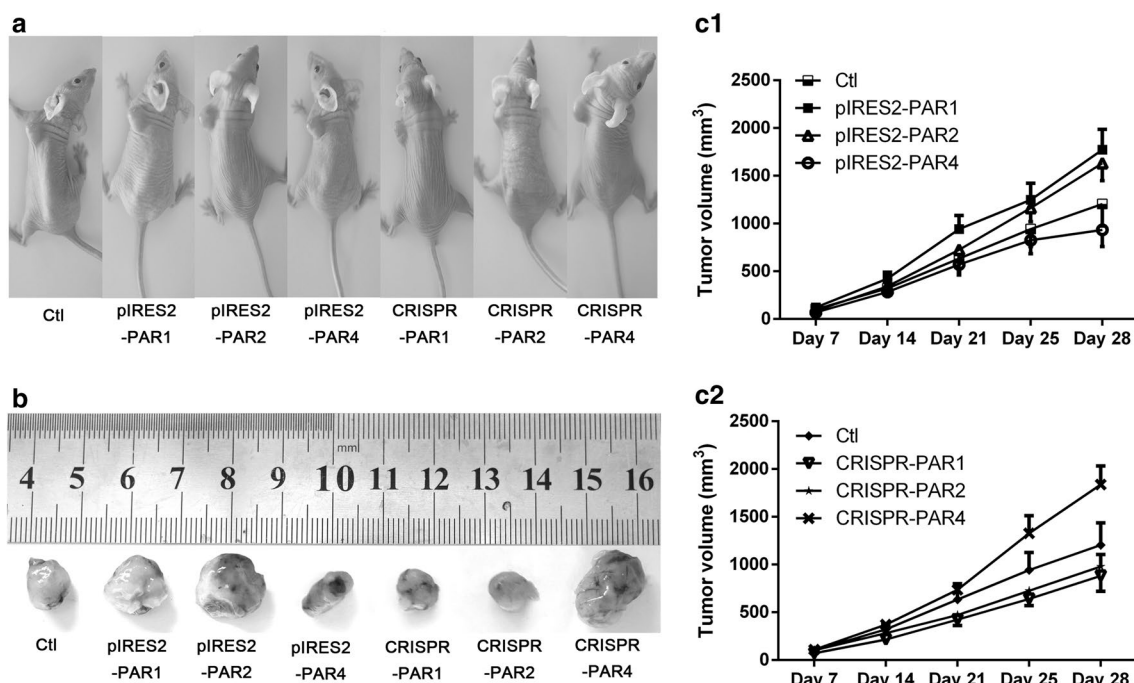 a
Ctl
pIRES2
-PAR1
pIRES2
-PAR2
pIRES2
-PAR4
CRISPR
-PAR1
CRISPR
-PAR2
CRISPR
-PAR4
b
mm
4 5 6 7 8 9 10 11 12 13 14 15 16
Ctl
pIRES2
-PAR1
pIRES2
-PAR2
pIRES2
-PAR4
CRISPR
-PAR1
CRISPR
-PAR2
CRISPR
-PAR4
c1
Tumor volume (mm3)
2500
2000
1500
1000
500
0
Ctl
pIRES2-PAR1
pIRES2-PAR2
pIRES2-PAR4
Day 7 Day 14 Day 21 Day 25 Day 28
c2
Tumor volume (mm3)
2500
2000
1500
1000
500
0
Ctl
CRISPR-PAR1
CRISPR-PAR2
CRISPR-PAR4
Day 7 Day 14 Day 21 Day 25 Day 28